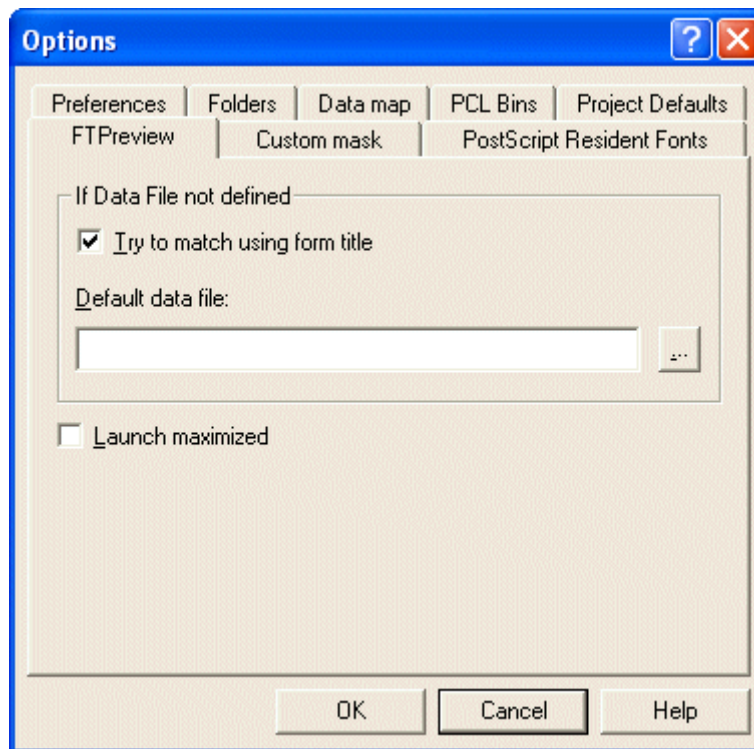 Options
?
Preferences Folders Data map PCL Bins Project Defaults
FTPreview Custom mask PostScript Resident Fonts
If Data File not defined
Try to match using form title
Default data file:
...
Launch maximized
OK Cancel Help